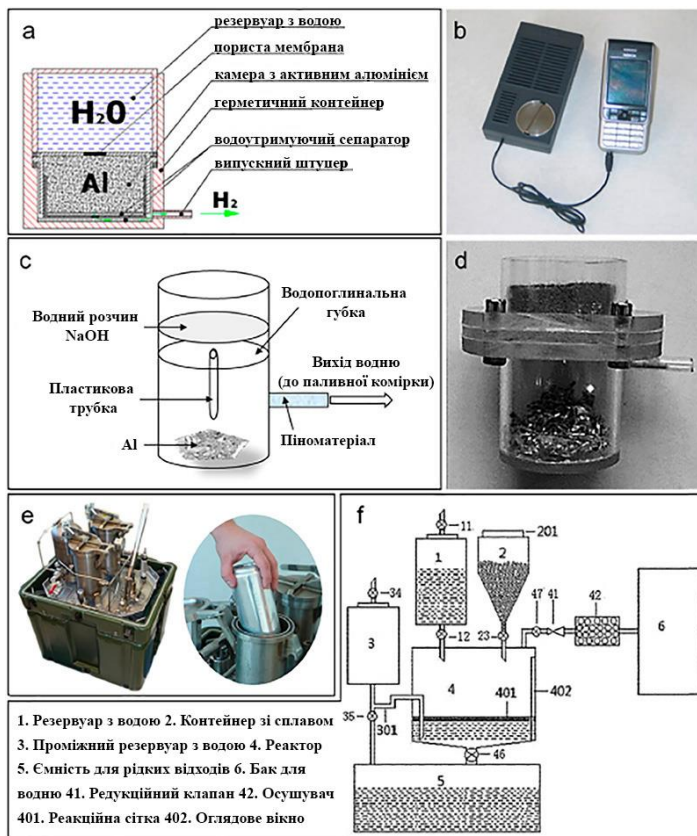 a
резервуар з водою
пориста мембрана
камера з активним алюмінієм
герметичний контейнер
водоутримуючий сепаратор
випускний штуцер
H₂O
Al
H₂
b
c
Водний розчин
NaOH
Водопоглинальна
губка
Вихід водню
(до паливної комірки)
Пластикова
трубка
Al
Піноматеріал
d
e
f
11
201
1
2
34
12
23
47
41
42
3
6
4
401
402
35
301
46
5
1. Резервуар з водою 2. Контейнер зі сплавом
3. Проміжний резервуар з водою 4. Реактор
5. Ємність для рідких відходів 6. Бак для
водню 41. Редукційний клапан 42. Осушувач
401. Реакційна сітка 402. Оглядове вікно